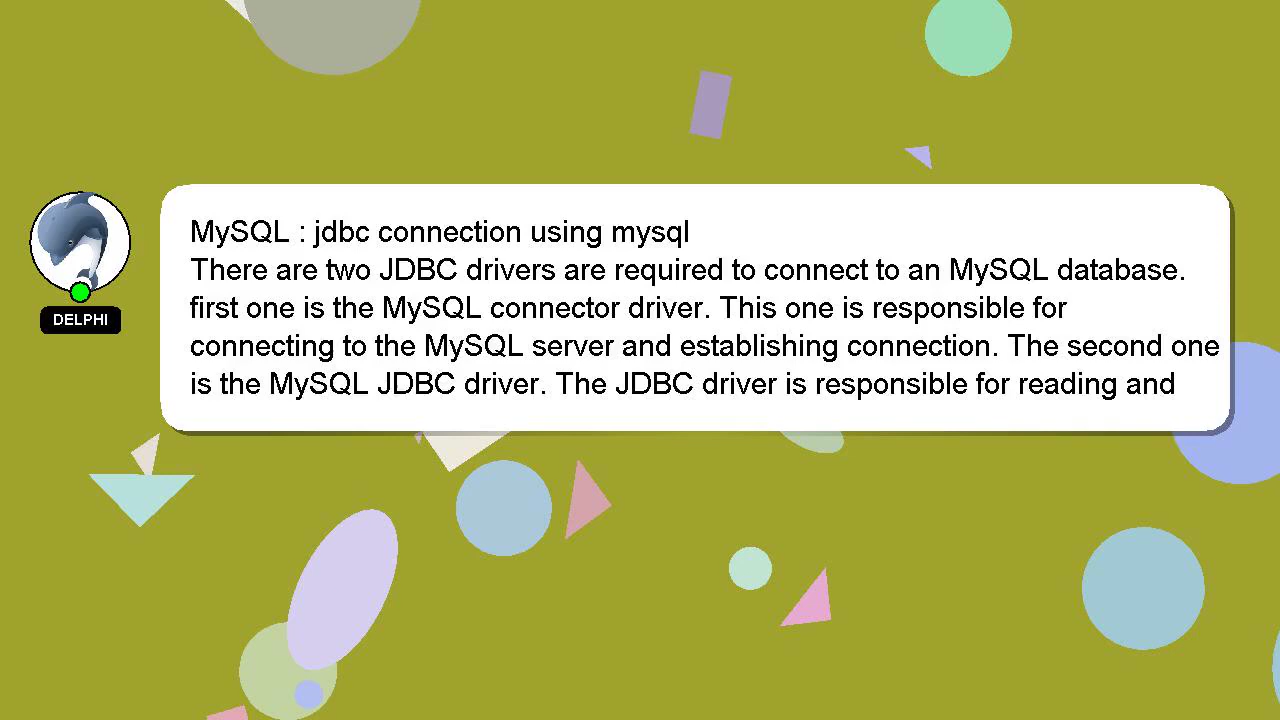 MySQL : jdbc connection using mysql
There are two JDBC drivers are required to connect to an MySQL database.
first one is the MySQL connector driver. This one is responsible for
connecting to the MySQL server and establishing connection. The second one
is the MySQL JDBC driver. The JDBC driver is responsible for reading and
DELPHI